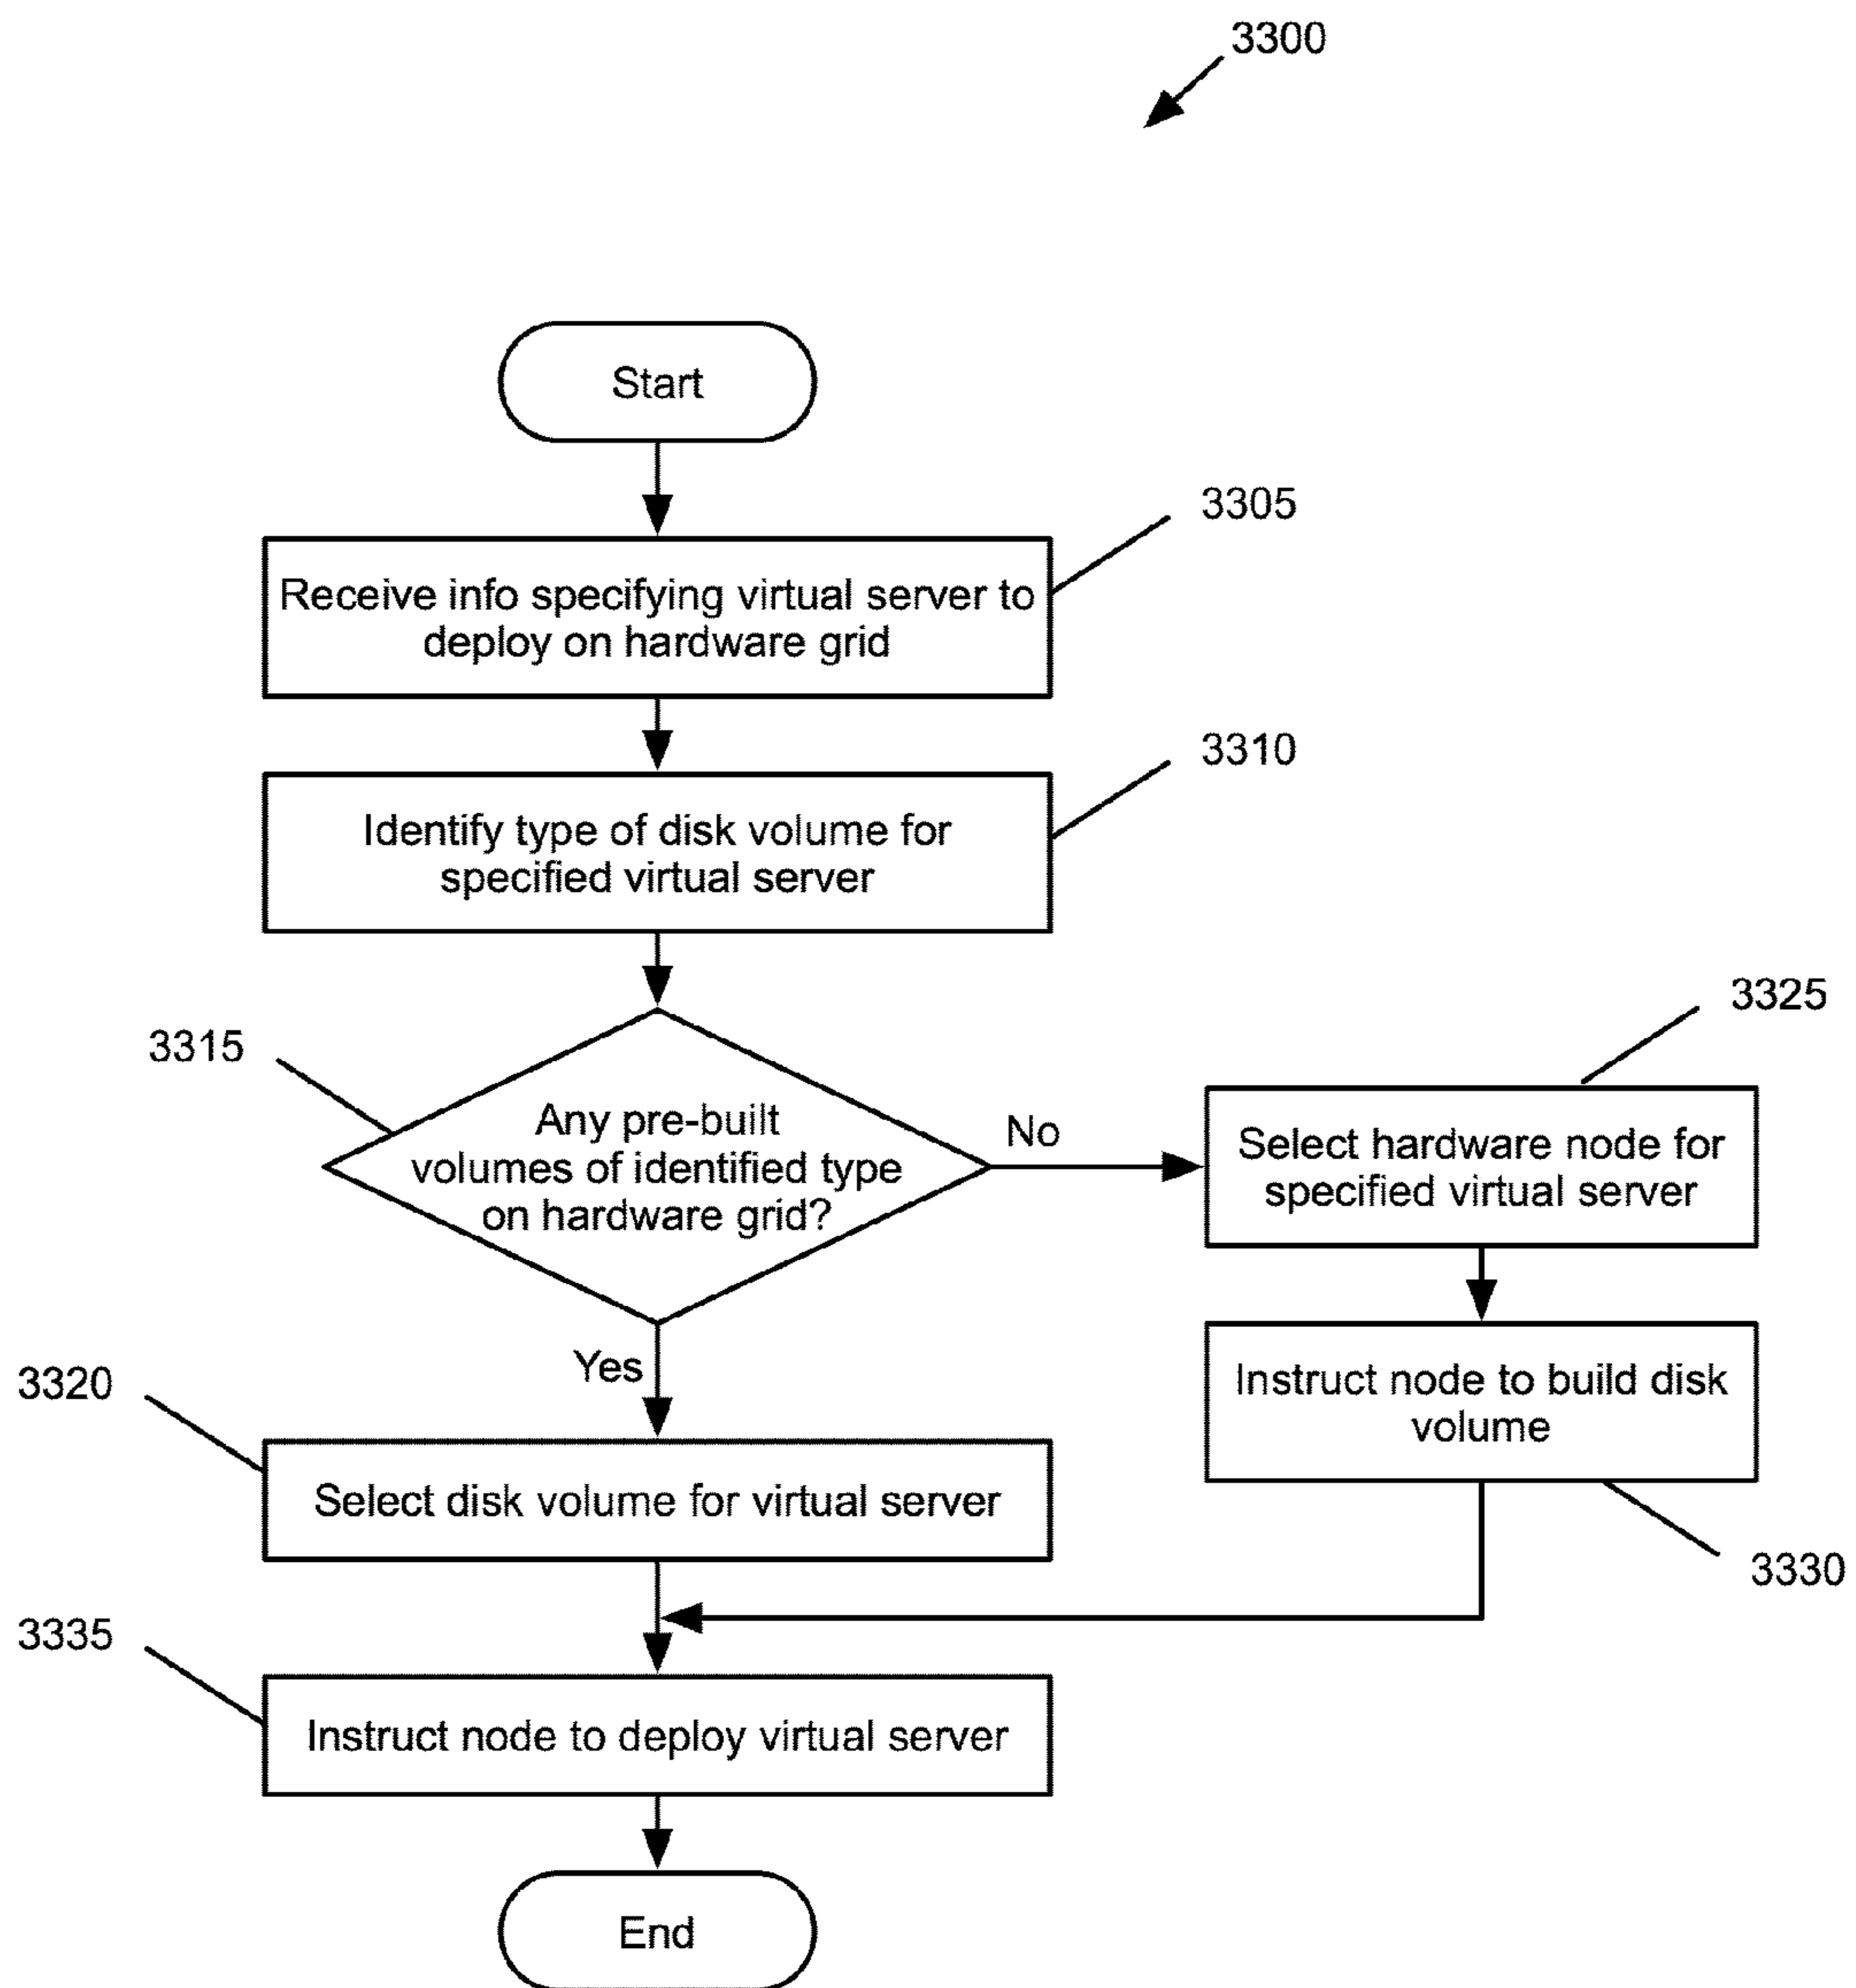 3300
Start
3305
Receive info specifying virtual server to
deploy on hardware grid
3310
Identify type of disk volume for
specified virtual server
3315
Any pre-built
volumes of identified type
on hardware grid?
No
3325
Select hardware node for
specified virtual server
Yes
Instruct node to build disk
volume
3330
3320
Select disk volume for virtual server
3335
Instruct node to deploy virtual server
End